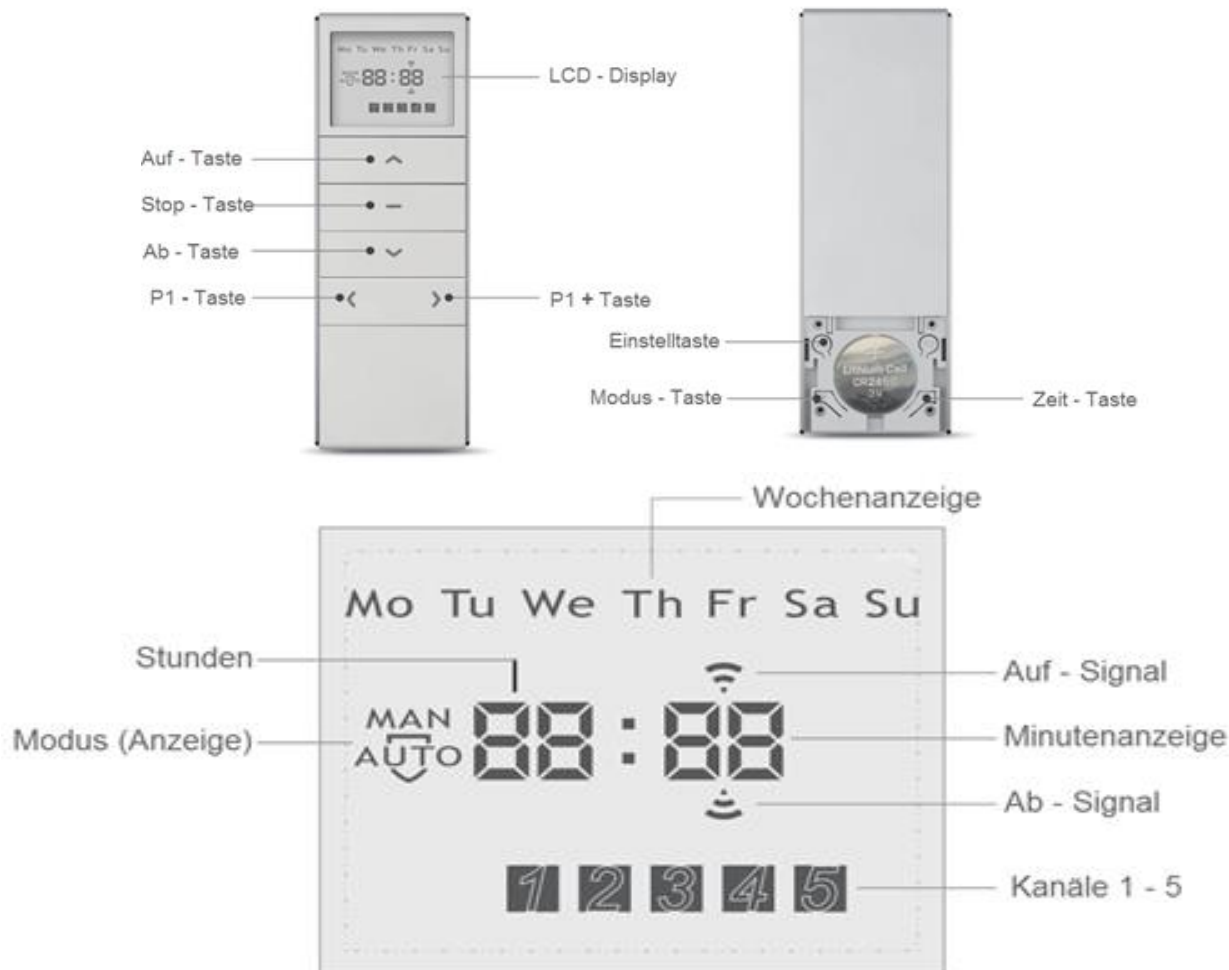 Mo Tu We Th Fr Sa Su
MAN
AUTO
88:88
LCD - Display
Auf - Taste
Stop - Taste
Ab - Taste
P1 - Taste
P1 + Taste
Einstelltaste
Modus - Taste
Zeit - Taste
Lithium Cell
3V
Wochenanzeige
Mo Tu We Th Fr Sa Su
Stunden
Auf - Signal
MAN
Modus (Anzeige)
AUTO
88:88
Minutenanzeige
Ab - Signal
1 2 3 4 5
Kanäle 1 - 5